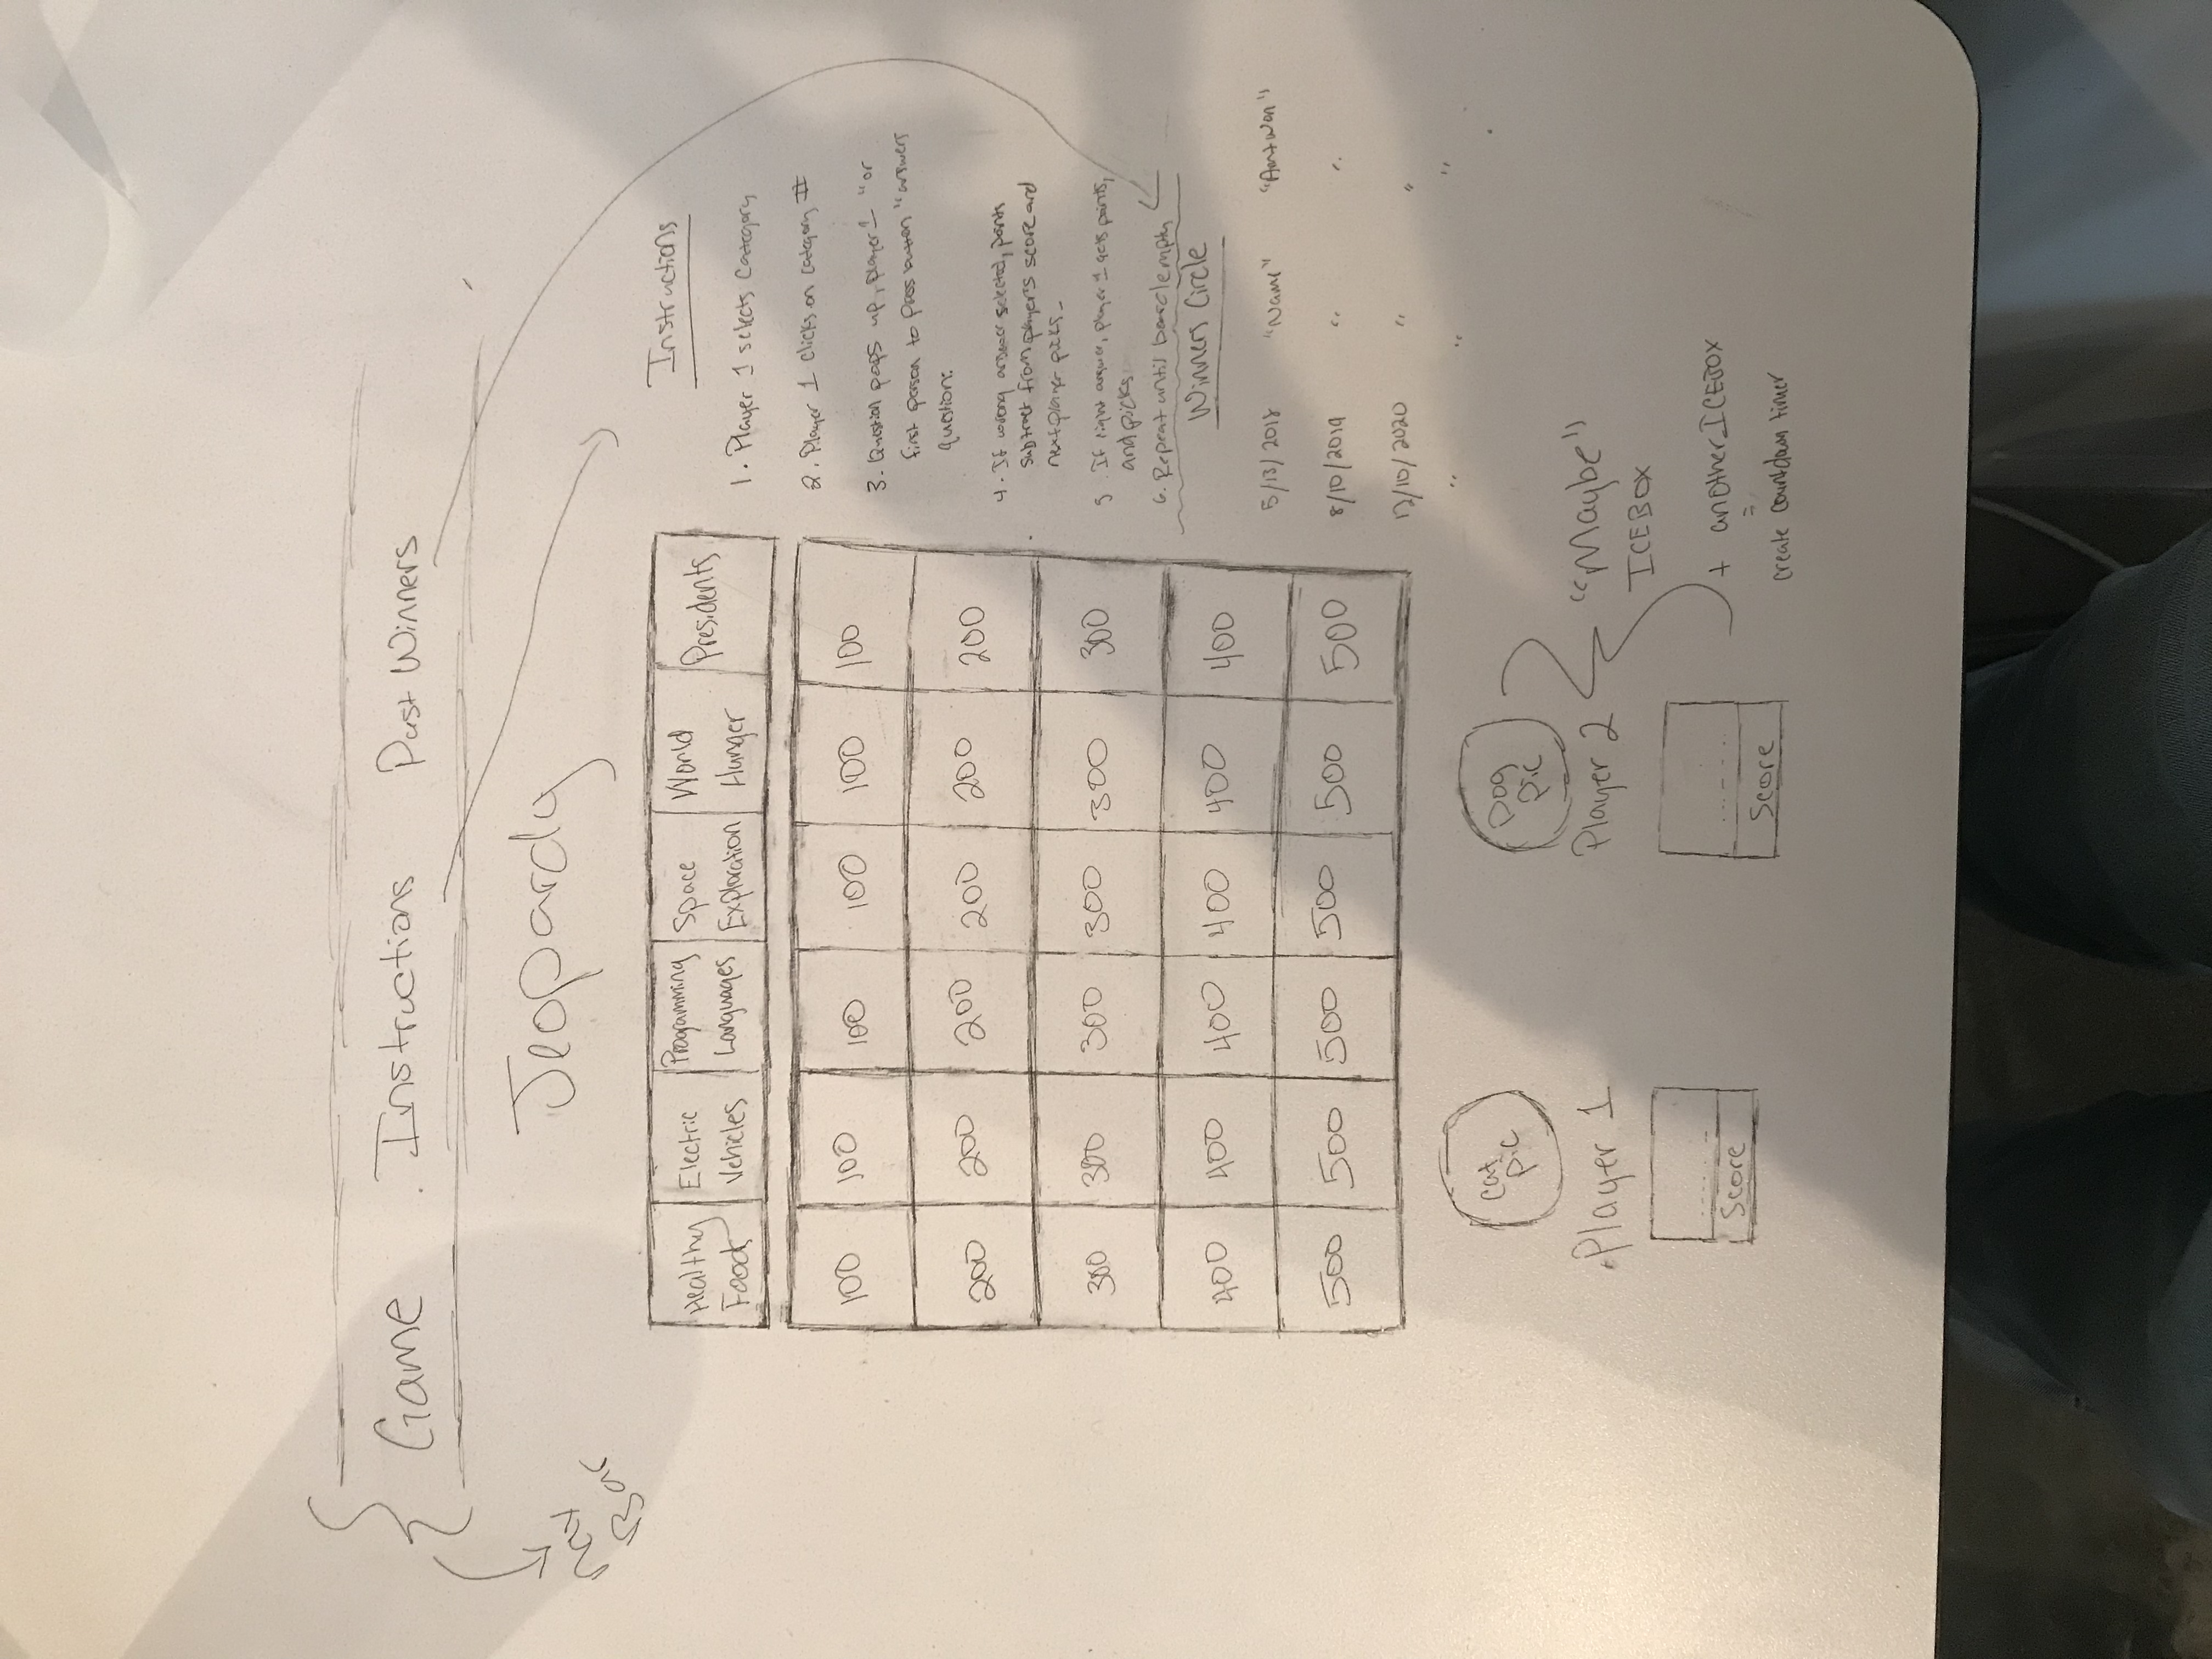 Game Instructions Past Winners
Bar
Jeopardy
Healthy Foods
Electric Vehicles
Programming Languages
Space Exploration
World Hunger
Presidents
100 100 100 100 100 100
200 200 200 200 200 200
300 300 300 300 300 300
400 400 400 400 400 400
500 500 500 500 500 500
Instructions
1. Player 1 selects Category
2. Player 1 clicks on category #
3. Question pops up, player 1 "or
first person to press button" answers
question.
4. If wrong answer selected, points
subtract from player's score and
next player picks.
5. If right answer, player 1 gets points,
and picks
6. Repeat until board empty
Winners Circle
5/13/2018 "Name" "Amt Won"
8/10/2019 " "
12/10/2020 " "
" " "
Cat
Pic
Player 1
Score
Dog
Pic
Player 2
Score
"Maybe"
ICEBOX
+ another ICEBOX
=
create countdown timer